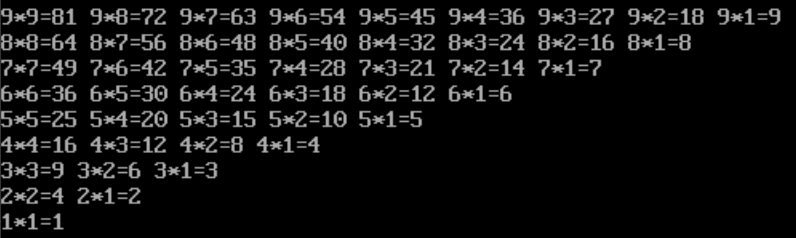 9*9=81 9*8=72 9*7=63 9*6=54 9*5=45 9*4=36 9*3=27 9*2=18 9*1=9
8*8=64 8*7=56 8*6=48 8*5=40 8*4=32 8*3=24 8*2=16 8*1=8
7*7=49 7*6=42 7*5=35 7*4=28 7*3=21 7*2=14 7*1=7
6*6=36 6*5=30 6*4=24 6*3=18 6*2=12 6*1=6
5*5=25 5*4=20 5*3=15 5*2=10 5*1=5
4*4=16 4*3=12 4*2=8 4*1=4
3*3=9 3*2=6 3*1=3
2*2=4 2*1=2
1*1=1